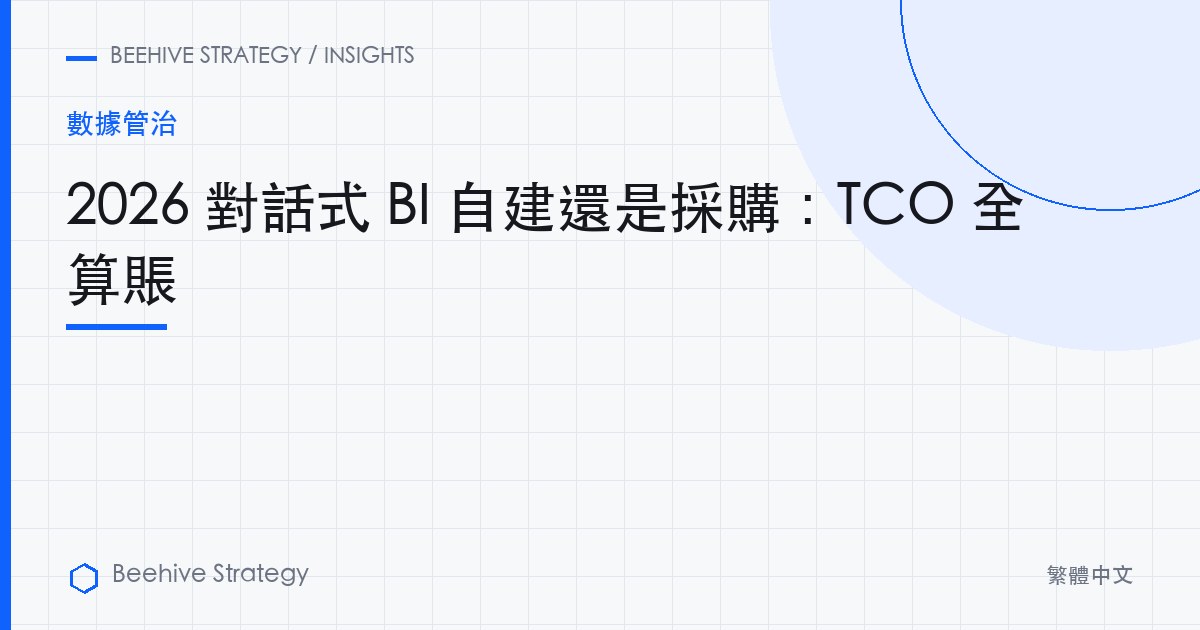 BEEHIVE STRATEGY / INSIGHTS
數據管治
2026 對話式 BI 自建還是採購：TCO 全
算賬
Beehive Strategy
繁體中文